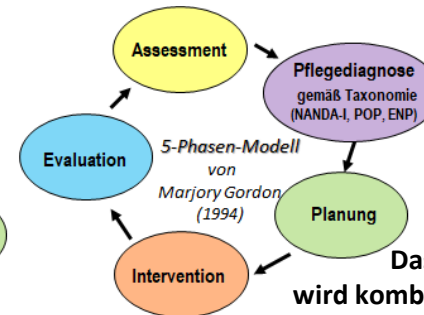 Assessment
Pflegediagnose
gemäß Taxonomie
(NANDA-I, POP, ENP)
Evaluation
5-Phasen-Modell
von
Marjory Gordon
(1994)
Planung
Intervention
wird komb